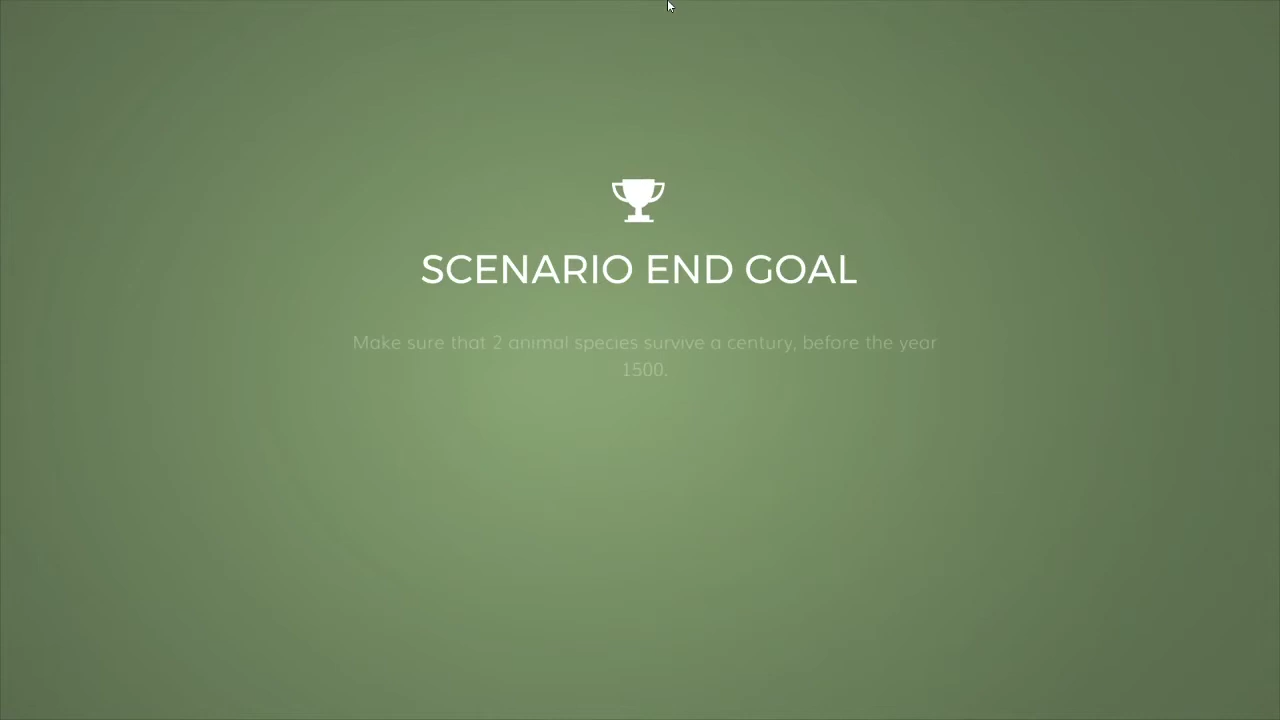 SCENARIO END GOAL
Make sure that 2 animal species survive a century, before the year
1500.